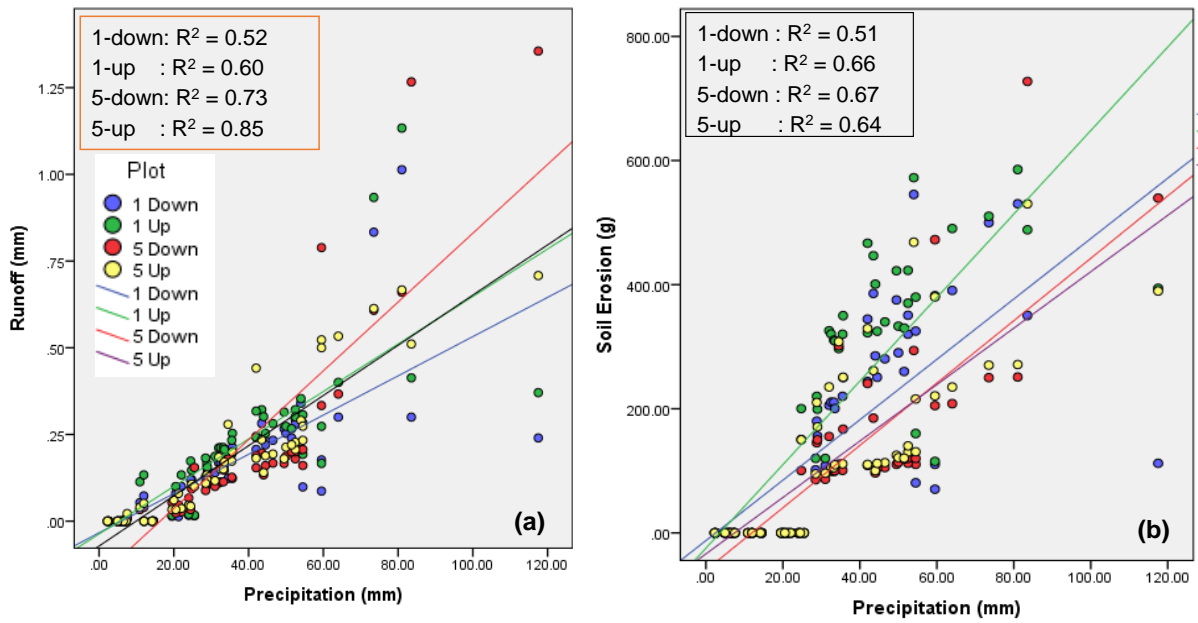 1-down: R² = 0.52
1-up : R² = 0.60
5-down: R² = 0.73
5-up : R² = 0.85
Plot
1 Down
1 Up
5 Down
5 Up
1 Down
1 Up
5 Down
5 Up
1.25
1.00
.75
.50
.25
.00
Runoff (mm)
(a)
.00 20.00 40.00 60.00 80.00 100.00 120.00
Precipitation (mm)
1-down : R² = 0.51
1-up : R² = 0.66
5-down : R² = 0.67
5-up : R² = 0.64
800.00
600.00
400.00
200.00
.00
Soil Erosion (g)
(b)
.00 20.00 40.00 60.00 80.00 100.00 120.00
Precipitation (mm)